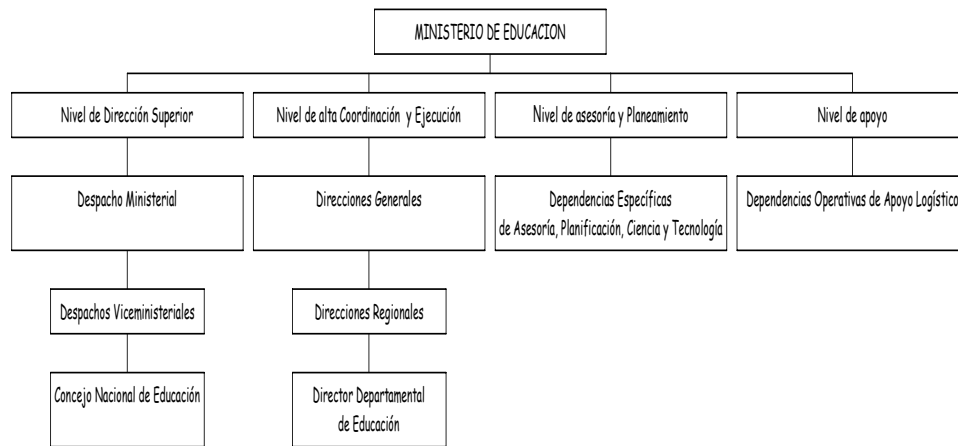 MINISTERIO DE EDUCACION
Nivel de Dirección Superior
Nivel de alta Coordinación y Ejecución
Nivel de asesoría y Planeamiento
Nivel de apoyo
Despacho Ministerial
Direcciones Generales
Dependencias Específicas
de Asesoría, Planificación, Ciencia y Tecnología
Dependencias Operativas de Apoyo Logístico
Despachos Viceministeriales
Direcciones Regionales
Concejo Nacional de Educación
Director Departamental
de Educación